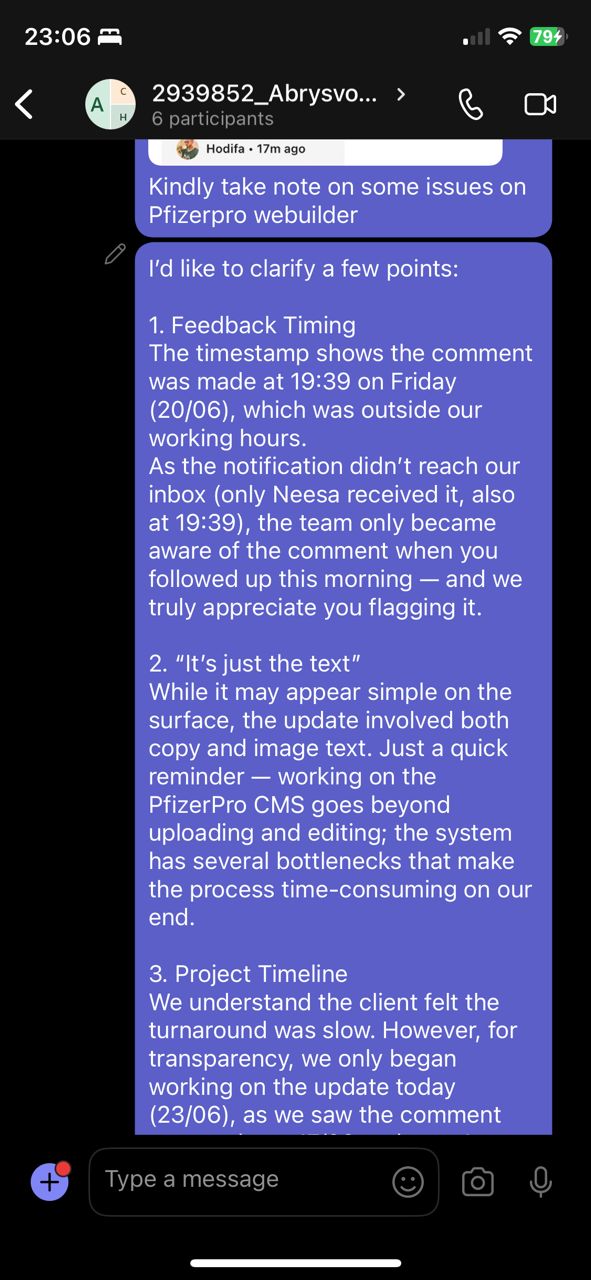 23:06
79
A
C
H
2939852_Abrysvo...
6 participants
Hodifa • 17m ago
Kindly take note on some issues on
Pfizerpro webuilder
I’d like to clarify a few points:
1. Feedback Timing
The timestamp shows the comment
was made at 19:39 on Friday
(20/06), which was outside our
working hours.
As the notification didn’t reach our
inbox (only Neesa received it, also
at 19:39), the team only became
aware of the comment when you
followed up this morning — and we
truly appreciate you flagging it.
2. “It’s just the text”
While it may appear simple on the
surface, the update involved both
copy and image text. Just a quick
reminder — working on the
PfizerPro CMS goes beyond
uploading and editing; the system
has several bottlenecks that make
the process time-consuming on our
end.
3. Project Timeline
We understand the client felt the
turnaround was slow. However, for
transparency, we only began
working on the update today
(23/06), as we saw the comment
Type a message